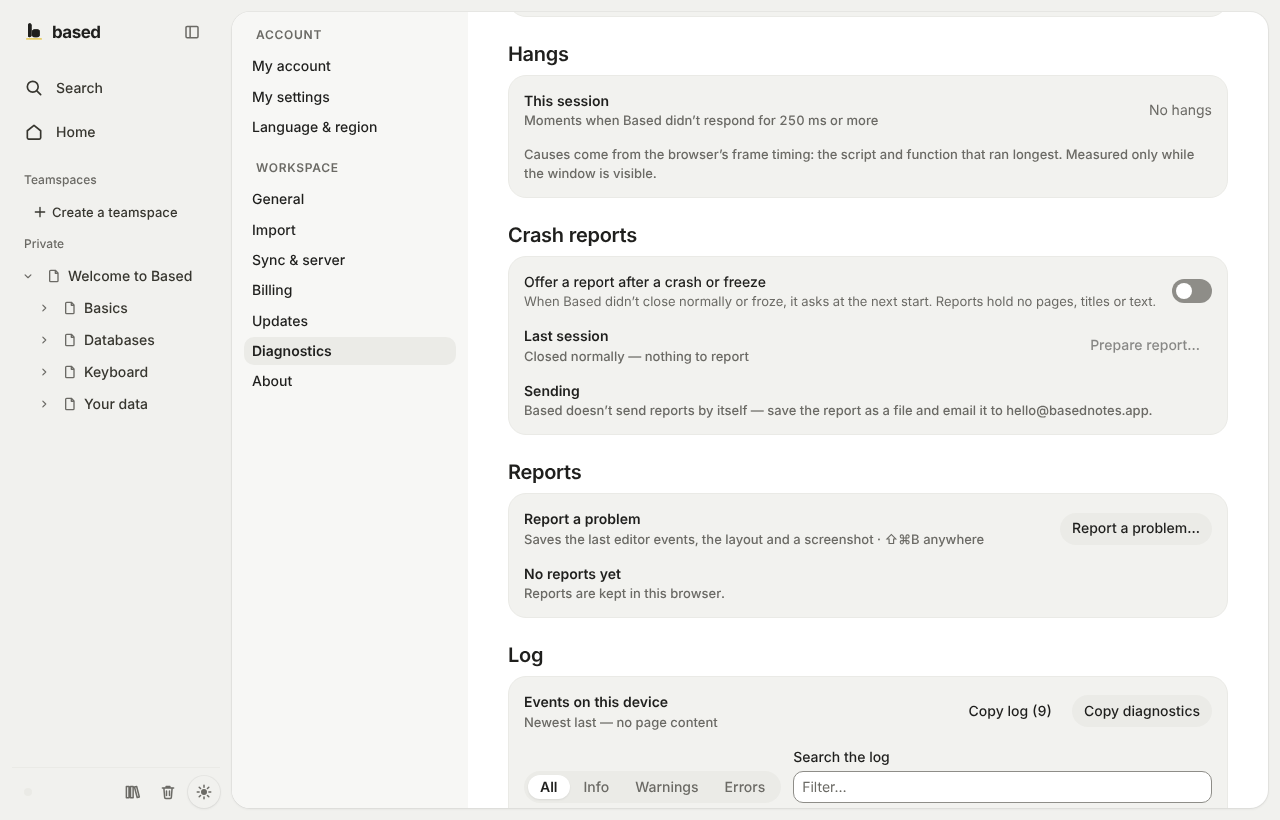 based
Search
Home
Teamspaces
Create a teamspace
Private
Welcome to Based
Basics
Databases
Keyboard
Your data
ACCOUNT
My account
My settings
Language & region
WORKSPACE
General
Import
Sync & server
Billing
Updates
Diagnostics
About
Hangs
This session
Moments when Based didn’t respond for 250 ms or more
No hangs
Causes come from the browser’s frame timing: the script and function that ran longest. Measured only while
the window is visible.
Crash reports
Offer a report after a crash or freeze
When Based didn’t close normally or froze, it asks at the next start. Reports hold no pages, titles or text.
Last session
Closed normally — nothing to report
Prepare report…
Sending
Based doesn’t send reports by itself — save the report as a file and email it to hello@basednotes.app.
Reports
Report a problem
Saves the last editor events, the layout and a screenshot · ⇧⌘B anywhere
Report a problem…
No reports yet
Reports are kept in this browser.
Log
Events on this device
Newest last — no page content
Copy log (9)
Copy diagnostics
Search the log
All
Info
Warnings
Errors
Filter…